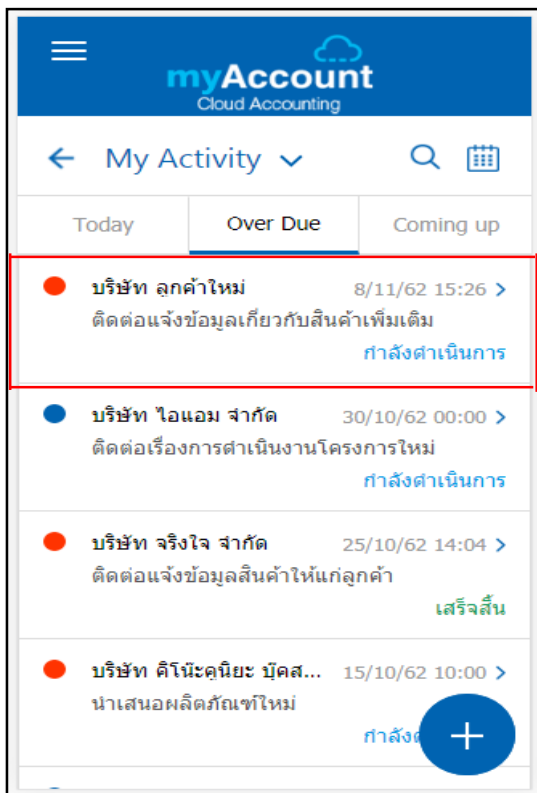 myAccount
Cloud Accounting
My Activity
Today Over Due Coming up
บริษัท ลูกค้าใหม่ 8/11/62 15:26
ติดต่อแจ้งข้อมูลเกี่ยวกับสินค้าเพิ่มเติม
กำลังดำเนินการ
บริษัท ไอแอม จำกัด 30/10/62 00:00
ติดต่อเรื่องการดำเนินงานโครงการใหม่
กำลังดำเนินการ
บริษัท จริงใจ จำกัด 25/10/62 14:04
ติดต่อแจ้งข้อมูลสินค้าให้แก่ลูกค้า
เสร็จสิ้น
บริษัท คิโน๊ะคูนิยะ บุ๊คส... 15/10/62 10:00
นำเสนอผลิตภัณฑ์ใหม่